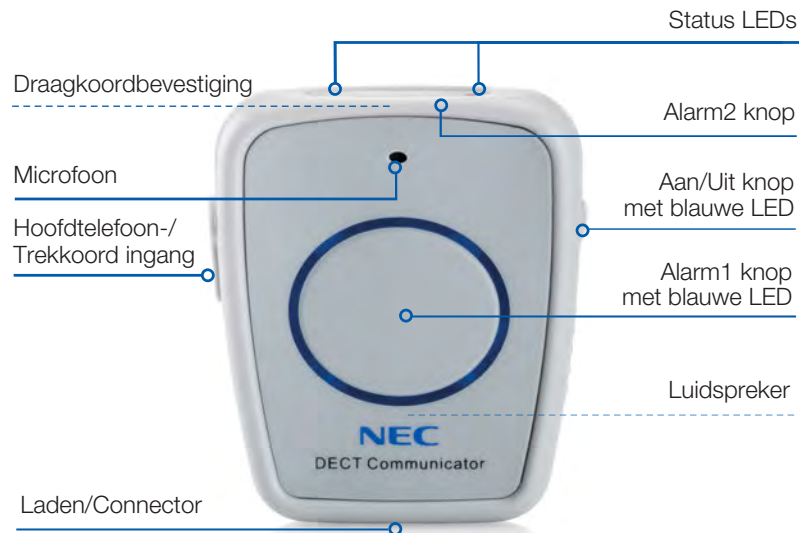 Status LEDs
Draagkoordbevestiging
Alarm2 knop
Microfoon
Aan/Uit knop
met blauwe LED
Hoofdtelefoon-/
Trekkoord ingang
Alarm1 knop
met blauwe LED
Luidspreker
NEC
DECT Communicator
Laden/Connector